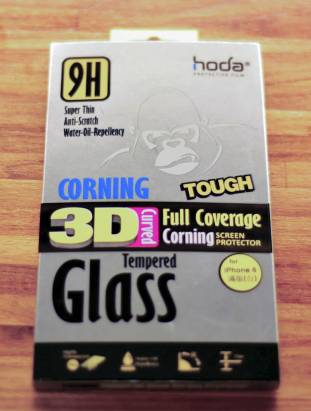 9H
hoda®
PROTECTIVE FILM
Super Thin
Anti-Scratch
Water-Oil-Repellency
CORNING
TOUGH
3D Curved
Full Coverage
Corning SCREEN PROTECTOR
Tempered
Glass
for
iPhone 6